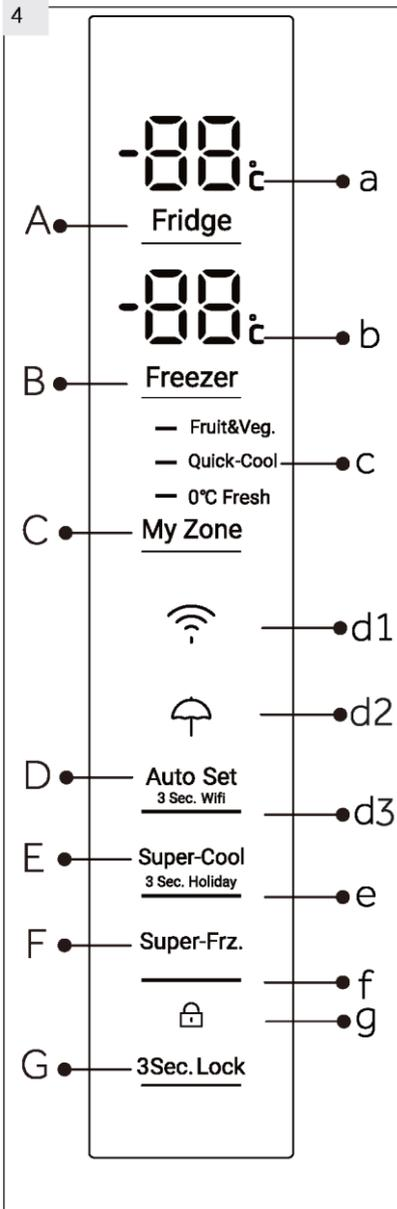 4
-88°c
a
A
Fridge
-88°c
b
B
Freezer
Fruit&Veg.
Quick-Cool
c
0°C Fresh
C
My Zone
d1
d2
D
Auto Set
3 Sec. Wifi
d3
E
Super-Cool
3 Sec. Holiday
e
F
Super-Frz.
f
g
G
3Sec. Lock